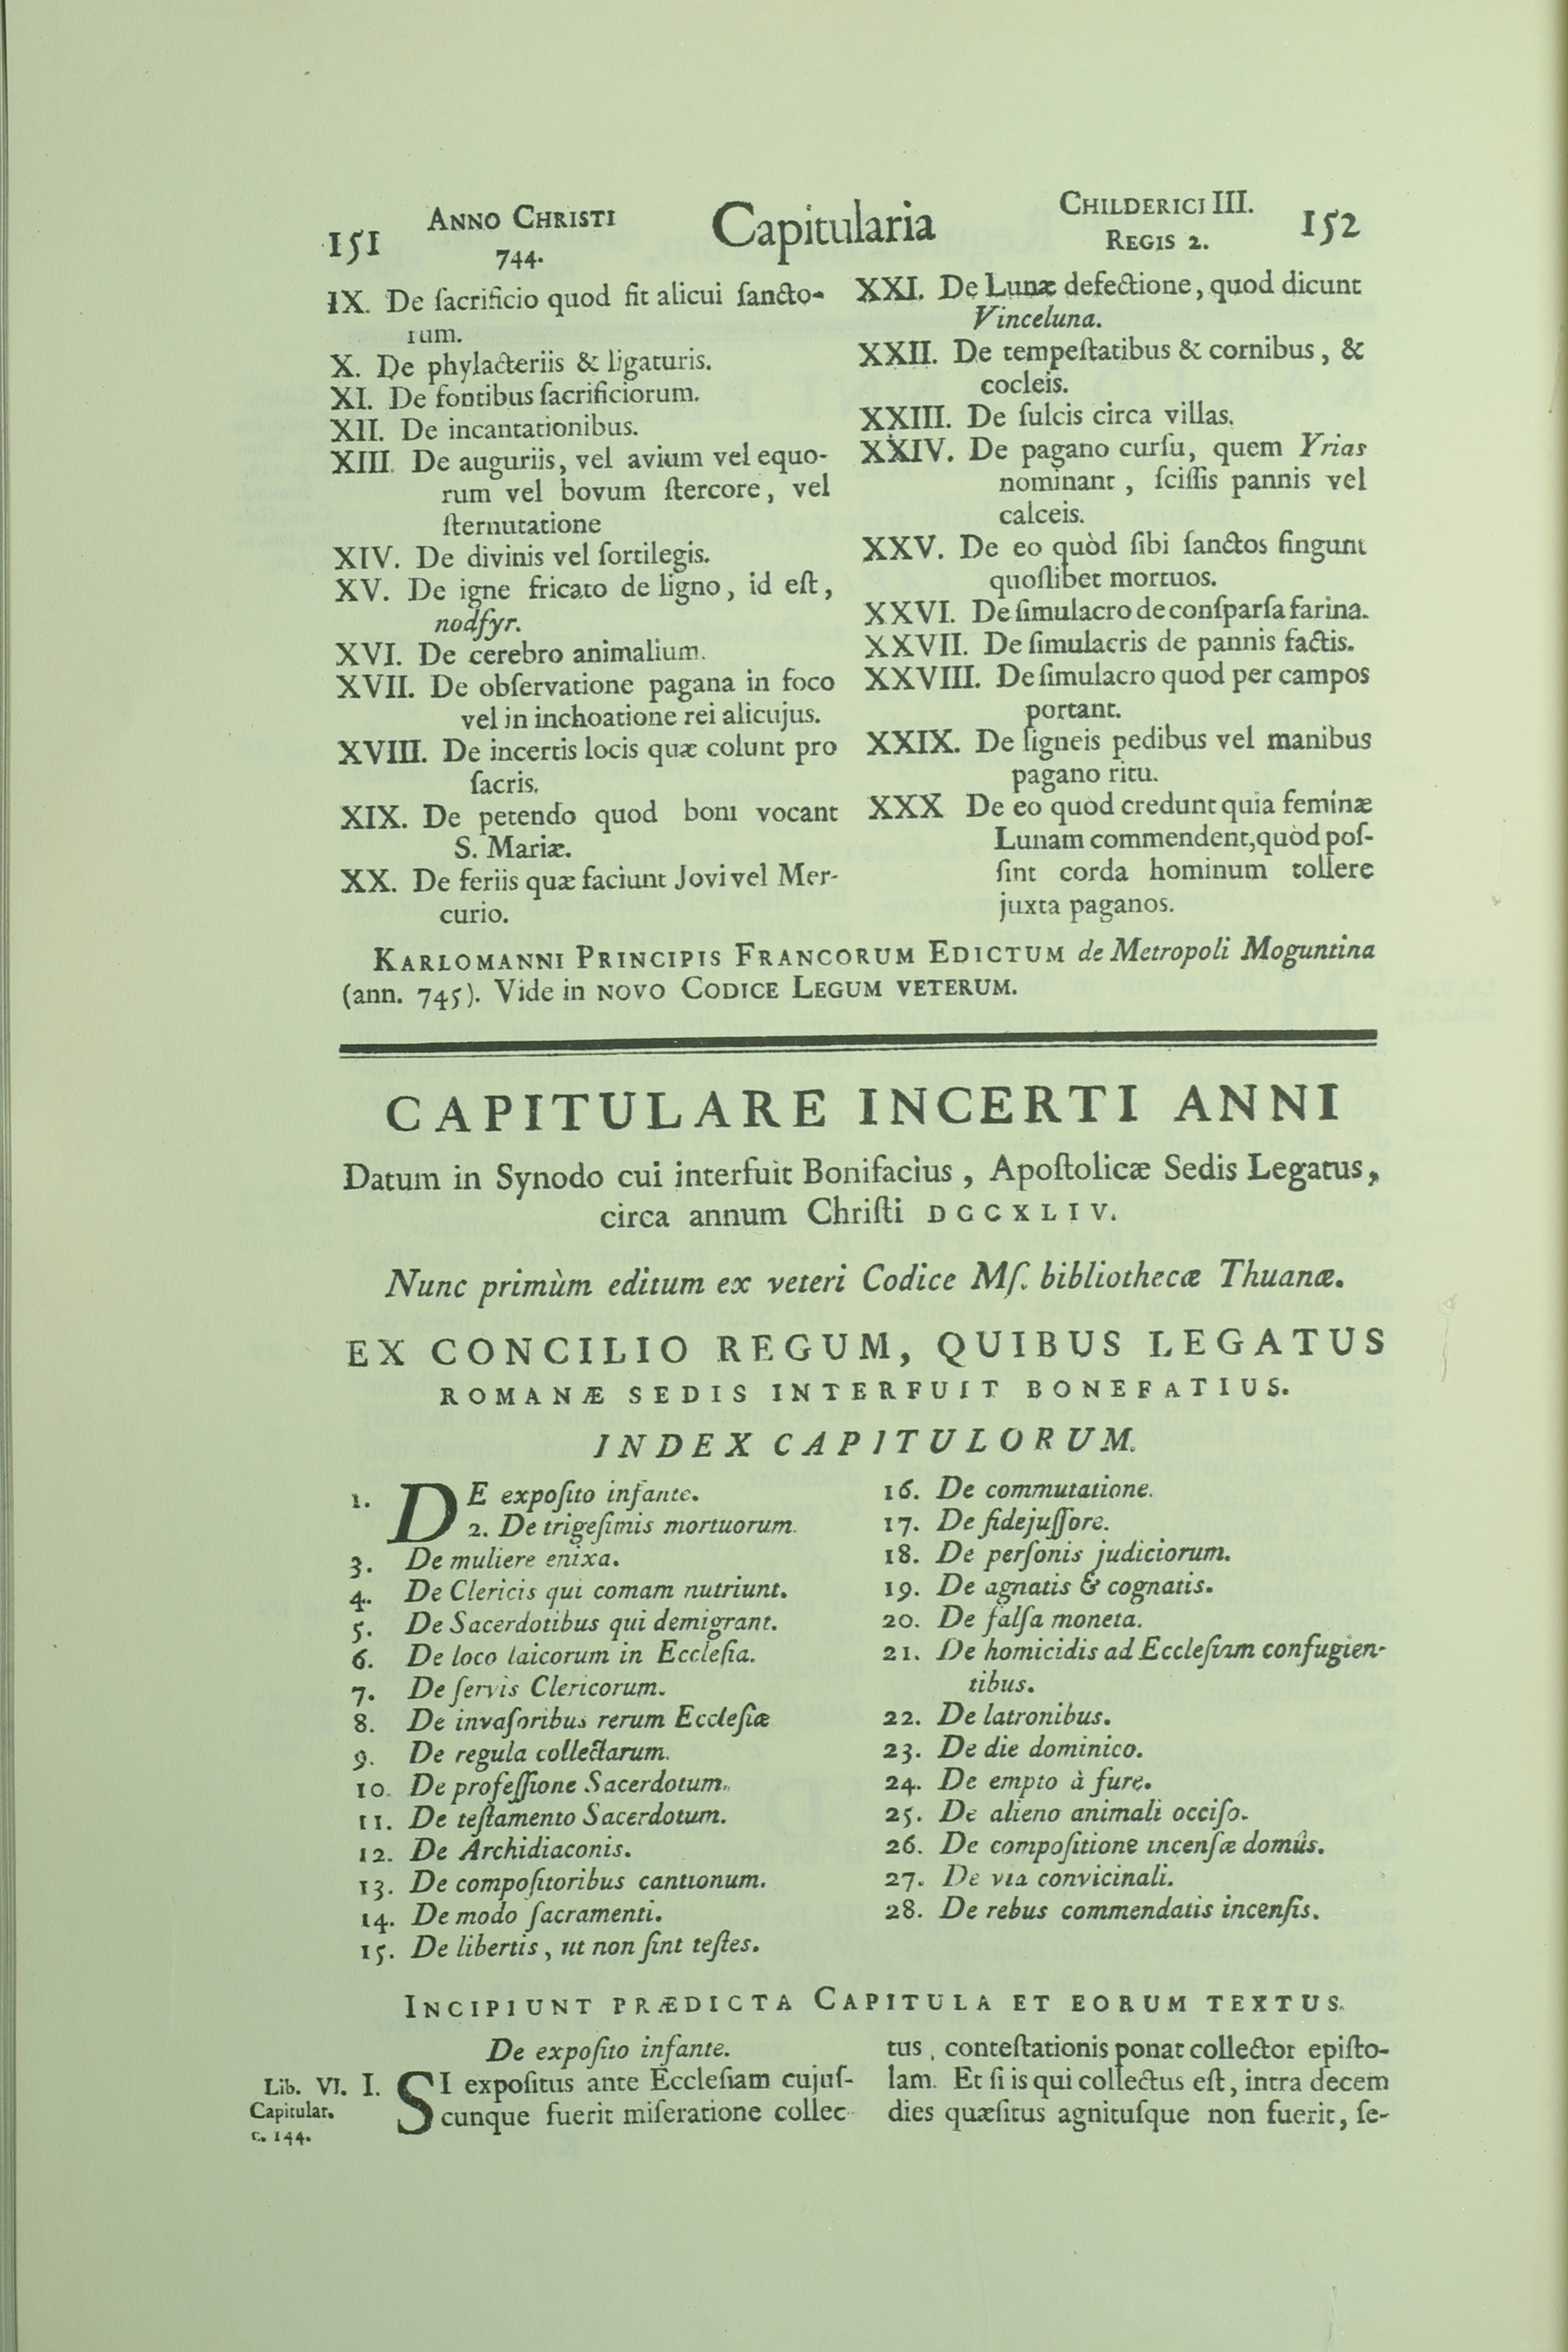 151 ANNO CHRISTI 744. Capitularia CHILDERICI III. REGIS 2. 152
IX. De ſacrificio quod fit alicui ſancto-
rum.
X. De phylacteriis & ligaturis.
XI. De fontibus ſacrificiorum.
XII. De incantationibus.
XIII. De auguriis, vel avium vel equo-
rum vel bovum ſtercore, vel
ſternutatione
XIV. De divinis vel ſortilegis.
XV. De igne fricato de ligno, id eſt,
nodfyr.
XVI. De cerebro animalium.
XVII. De obſervatione pagana in foco
vel in inchoatione rei alicujus.
XVIII. De incertis locis quæ colunt pro
ſacris.
XIX. De petendo quod boni vocant
S. Mariæ.
XX. De feriis quæ faciunt Jovi vel Mer-
curio.
XXI. De Lunæ defectione, quod dicunt
Vinceluna.
XXII. De tempeſtatibus & cornibus, &
cocleis.
XXIII. De ſulcis circa villas.
XXIV. De pagano curſu, quem Yrias
nominant, ſciſſis pannis vel
calceis.
XXV. De eo quòd ſibi ſanctos fingunt
quoſlibet mortuos.
XXVI. De ſimulacro de conſparſa farina.
XXVII. De ſimulacris de pannis factis.
XXVIII. De ſimulacro quod per campos
portant.
XXIX. De ligneis pedibus vel manibus
pagano ritu.
XXX De eo quòd credunt quia feminæ
Lunam commendent, quòd poſ-
ſint corda hominum tollere
juxta paganos.
KARLOMANNI PRINCIPIS FRANCORUM EDICTUM de Metropoli Moguntina
(ann. 745). Vide in NOVO CODICE LEGUM VETERUM.
CAPITULARE INCERTI ANNI
Datum in Synodo cui interfuit Bonifacius, Apoſtolicæ Sedis Legatus,
circa annum Chriſti DCCXLIV.
Nunc primùm editum ex veteri Codice Mſ. bibliothecæ Thuanæ.
EX CONCILIO REGUM, QUIBUS LEGATUS
ROMANÆ SEDIS INTERFUIT BONEFATIUS.
INDEX CAPITULORUM.
1. DE expoſito infante.
2. De trigeſimis mortuorum.
3. De muliere enixa.
4. De Clericis qui comam nutriunt.
5. De Sacerdotibus qui demigrant.
6. De loco laicorum in Eccleſia.
7. De ſervis Clericorum.
8. De invaſoribus rerum Eccleſiæ
9. De regula collectarum.
10. De profeſſione Sacerdotum.
11. De teſtamento Sacerdotum.
12. De Archidiaconis.
13. De compoſitoribus cantionum.
14. De modo ſacramenti.
15. De libertis, ut non ſint teſtes.
16. De commutatione.
17. De fidejuſſore.
18. De perſonis judiciorum.
19. De agnatis & cognatis.
20. De falſa moneta.
21. De homicidis ad Eccleſiam confugien-
tibus.
22. De latronibus.
23. De die dominico.
24. De empto à fure.
25. De alieno animali occiſo.
26. De compoſitione incenſæ domûs.
27. De via convicinali.
28. De rebus commendatis incenſis.
INCIPIUNT PRÆDICTA CAPITULA ET EORUM TEXTUS.
De expoſito infante.
Lib. VI.
Capitular.
c. 144.
I. SI expoſitus ante Eccleſiam cujuſ-
cunque fuerit miſeratione collec-
tus, conteſtationis ponat collector epiſto-
lam. Et ſi is qui collectus eſt, intra decem
dies quæſitus agnituſque non fuerit, ſe-